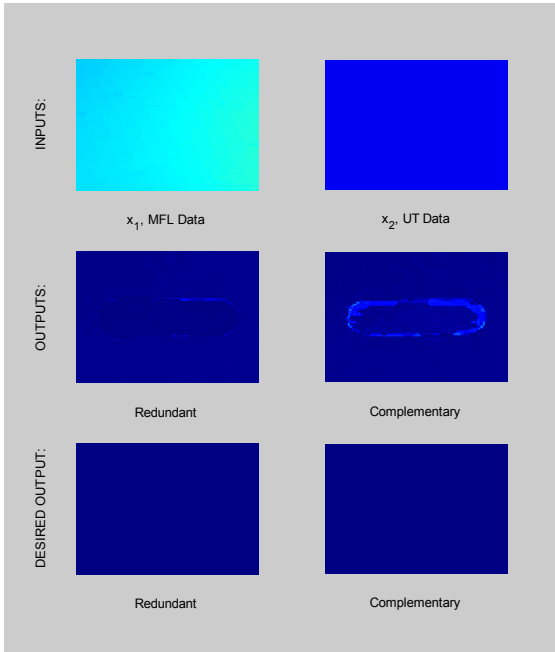 INPUTS:
x1, MFL Data
x2, UT Data
OUTPUTS:
Redundant
Complementary
DESIRED OUTPUT:
Redundant
Complementary